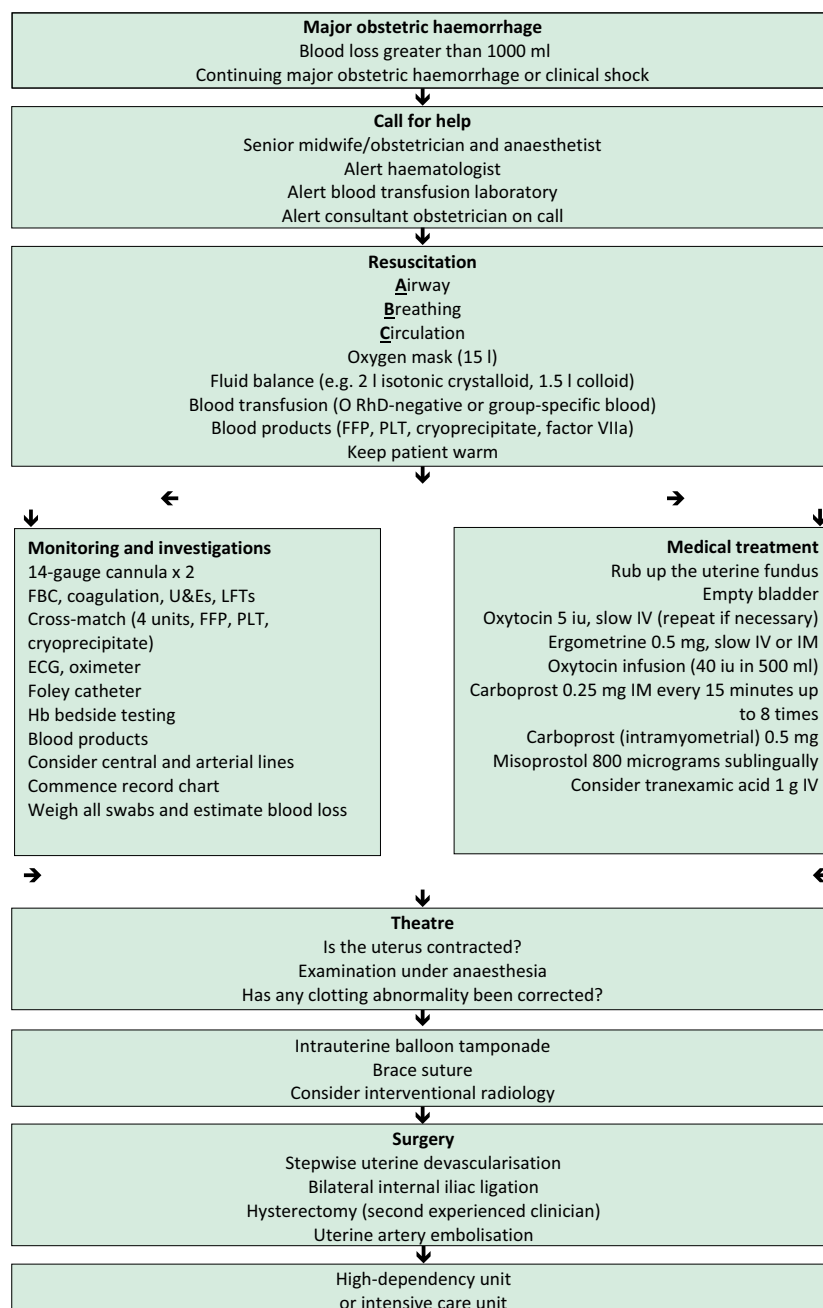 Major obstetric haemorrhage
Blood loss greater than 1000 ml
Continuing major obstetric haemorrhage or clinical shock
Call for help
Senior midwife/obstetrician and anaesthetist
Alert haematologist
Alert blood transfusion laboratory
Alert consultant obstetrician on call
Resuscitation
Airway
Breathing
Circulation
Oxygen mask (15 l)
Fluid balance (e.g. 2 l isotonic crystalloid, 1.5 l colloid)
Blood transfusion (O RhD-negative or group-specific blood)
Blood products (FFP, PLT, cryoprecipitate, factor VIIa)
Keep patient warm
Monitoring and investigations
14-gauge cannula x 2
FBC, coagulation, U&Es, LFTs
Cross-match (4 units, FFP, PLT,
cryoprecipitate)
ECG, oximeter
Foley catheter
Hb bedside testing
Blood products
Consider central and arterial lines
Commence record chart
Weigh all swabs and estimate blood loss
Medical treatment
Rub up the uterine fundus
Empty bladder
Oxytocin 5 iu, slow IV (repeat if necessary)
Ergometrine 0.5 mg, slow IV or IM
Oxytocin infusion (40 iu in 500 ml)
Carboprost 0.25 mg IM every 15 minutes up
to 8 times
Carboprost (intramyometrial) 0.5 mg
Misoprostol 800 micrograms sublingually
Consider tranexamic acid 1 g IV
Theatre
Is the uterus contracted?
Examination under anaesthesia
Has any clotting abnormality been corrected?
Intrauterine balloon tamponade
Brace suture
Consider interventional radiology
Surgery
Stepwise uterine devascularisation
Bilateral internal iliac ligation
Hysterectomy (second experienced clinician)
Uterine artery embolisation
High-dependency unit
or intensive care unit